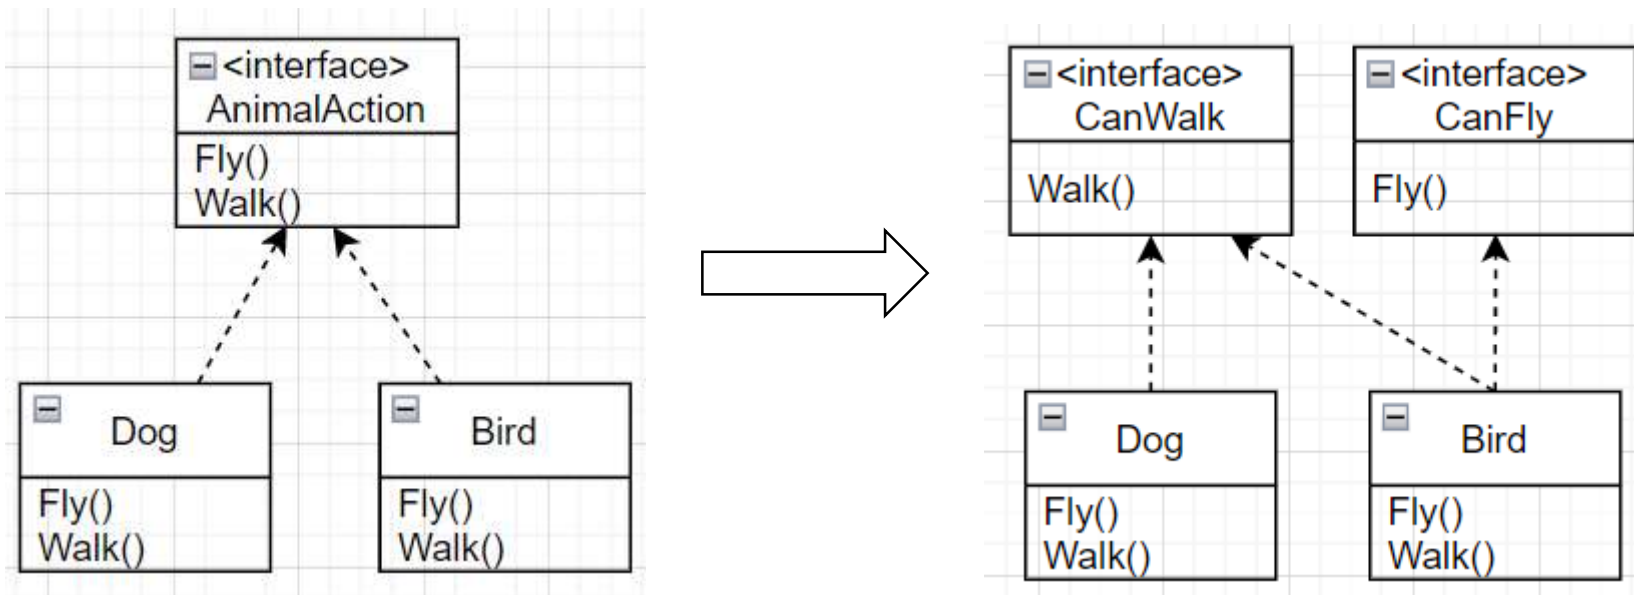 <interface>
AnimalAction
Fly()
Walk()
Dog
Fly()
Walk()
Bird
Fly()
Walk()
<interface>
CanWalk
Walk()
<interface>
CanFly
Fly()
Dog
Fly()
Walk()
Bird
Fly()
Walk()